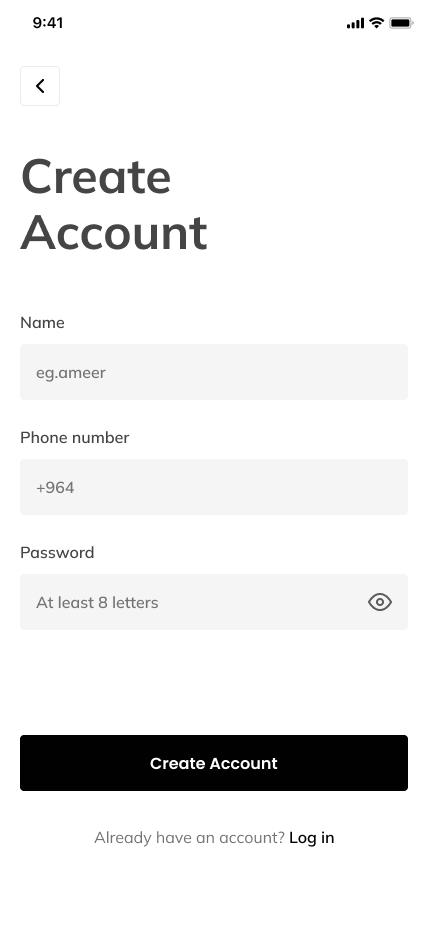 9:41
Create
Account
Name
eg.ameer
Phone number
+964
Password
At least 8 letters
Create Account
Already have an account? Log in